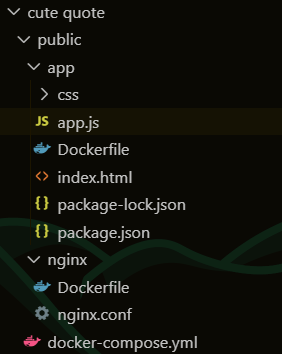 cute quote
public
app
css
JS app.js
Dockerfile
<> index.html
{} package-lock.json
{} package.json
nginx
Dockerfile
nginx.conf
docker-compose.yml